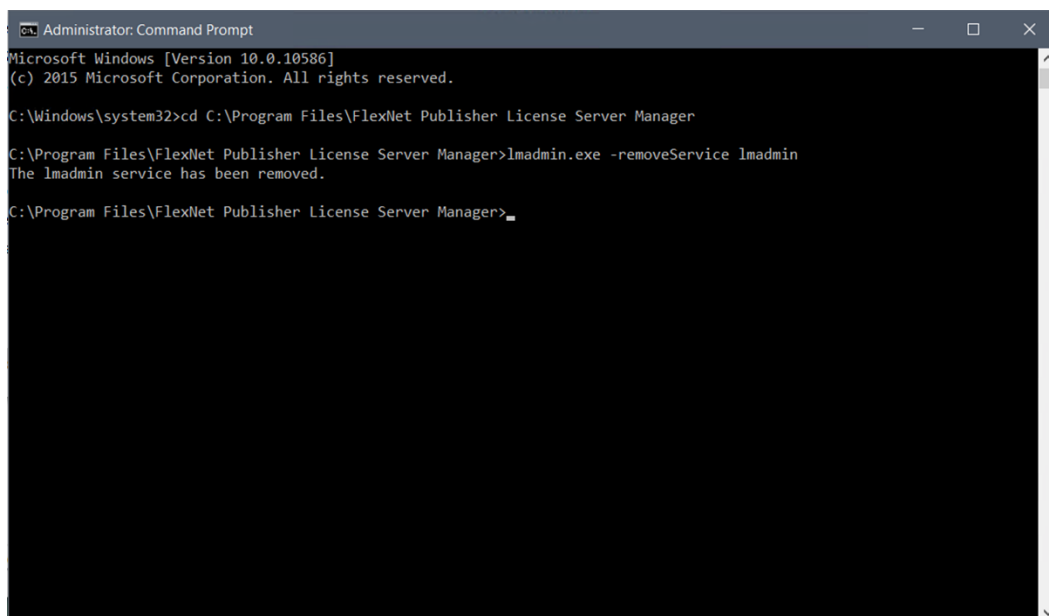 Administrator: Command Prompt
Microsoft Windows [Version 10.0.10586]
(c) 2015 Microsoft Corporation. All rights reserved.
C:\Windows\system32>cd C:\Program Files\FlexNet Publisher License Server Manager
C:\Program Files\FlexNet Publisher License Server Manager>lmadmin.exe -removeService lmadmin
The lmadmin service has been removed.
C:\Program Files\FlexNet Publisher License Server Manager>